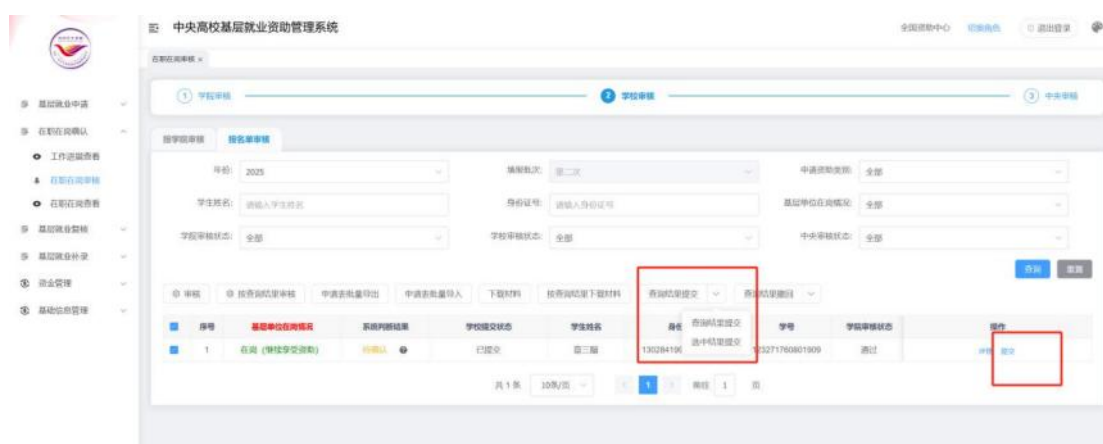 中央高校基层就业资助管理系统
全国资助中心 切换角色 退出登录
在职在岗审核 ×
1 学院审核 2 学校审核 3 中央审核
基层就业申请
在职在岗确认
工作进展查看
在职在岗审核
在职在岗查看
基层就业复核
基层就业补录
资金管理
基础信息管理
按学院审核 按名单审核
年份: 2025 填报批次: 第二次 申请资助类别: 全部
学生姓名: 请输入学生姓名 身份证号: 请输入身份证号 基层单位在岗情况: 全部
学院审核状态: 全部 学校审核状态: 全部 中央审核状态: 全部
查询 重置
审核 按查询结果审核 申请表批量导出 申请表批量导入 下载材料 按查询结果下载材料 查询结果提交 查询结果撤回
查询结果提交
选中结果提交
序号 基层单位在岗情况 系统判断结果 学校提交状态 学生姓名 身份 学号 学院审核状态 操作
1 在岗 (继续享受资助) 待确认 已提交 通过 详情 提交
共 1 条 10条/页 1 前往 1 页